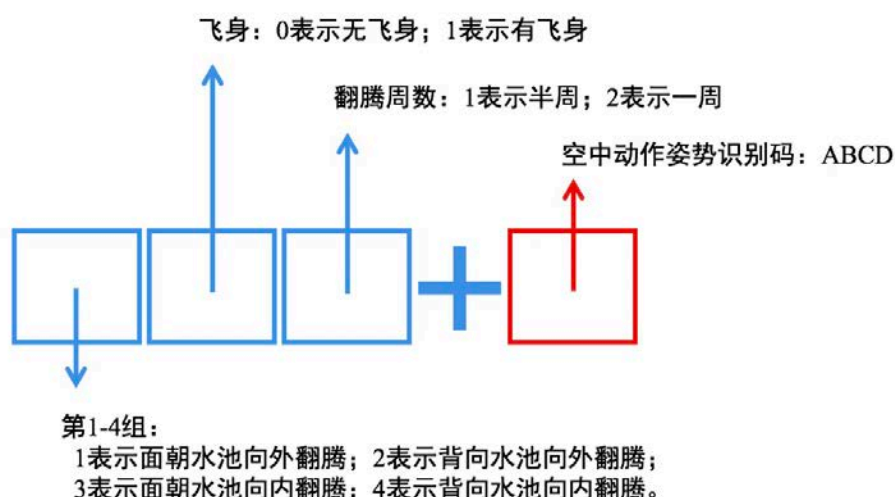 飞身：0表示无飞身；1表示有飞身
翻腾周数：1表示半周；2表示一周
空中动作姿势识别码：ABCD
第1-4组：
1表示面朝水池向外翻腾；2表示背向水池向外翻腾；
3表示面朝水池向内翻腾；4表示背向水池向内翻腾。